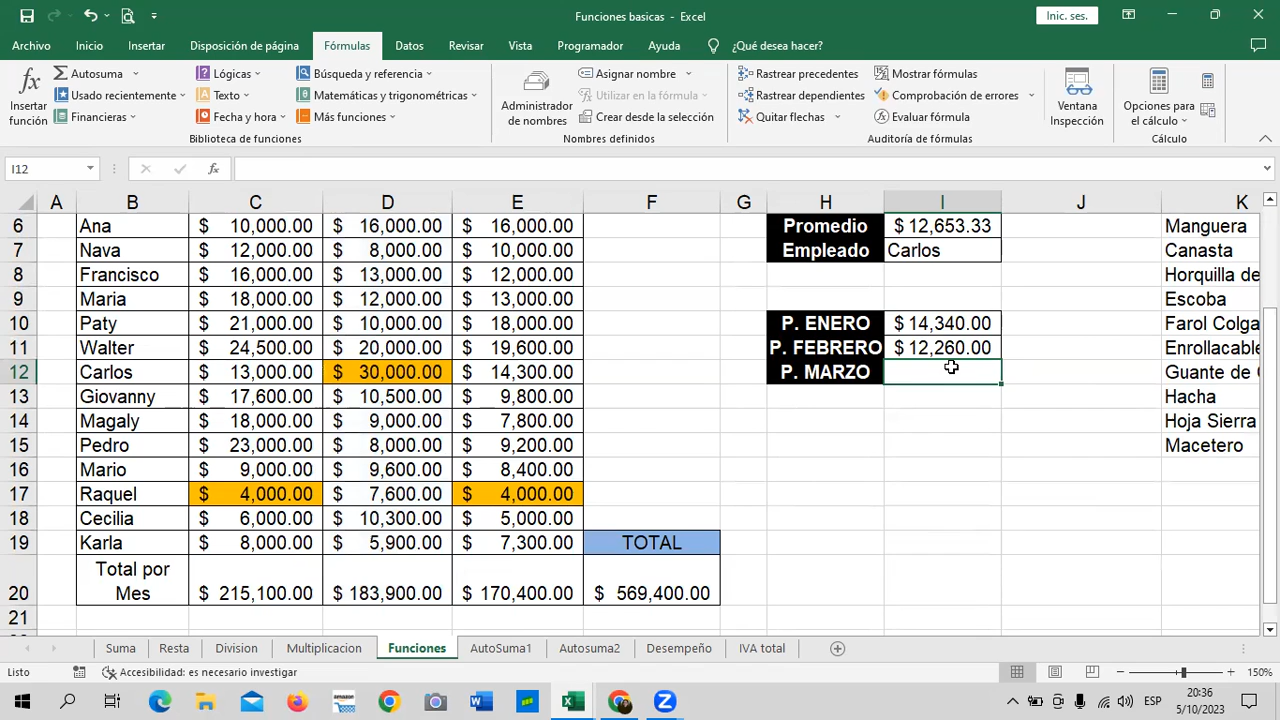 Funciones basicas - Excel
Inic. ses.
Archivo Inicio Insertar Disposición de página Fórmulas Datos Revisar Vista Programador Ayuda ¿Qué desea hacer?
fx Insertar función
Autosuma
Usado recientemente
Financieras
Lógicas
Texto
Fecha y hora
Búsqueda y referencia
Matemáticas y trigonométricas
Más funciones
Biblioteca de funciones
Administrador de nombres
Asignar nombre
Utilizar en la fórmula
Crear desde la selección
Nombres definidos
Rastrear precedentes
Rastrear dependientes
Quitar flechas
Mostrar fórmulas
Comprobación de errores
Evaluar fórmula
Auditoría de fórmulas
Ventana Inspección
Opciones para el cálculo
Cálculo
I12 fx
A B C D E F G H I J K
6 Ana $ 10,000.00 $ 16,000.00 $ 16,000.00 Promedio $ 12,653.33 Manguera
7 Nava $ 12,000.00 $ 8,000.00 $ 10,000.00 Empleado Carlos Canasta
8 Francisco $ 16,000.00 $ 13,000.00 $ 12,000.00 Horquilla de
9 Maria $ 18,000.00 $ 12,000.00 $ 13,000.00 Escoba
10 Paty $ 21,000.00 $ 10,000.00 $ 18,000.00 P. ENERO $ 14,340.00 Farol Colga
11 Walter $ 24,500.00 $ 20,000.00 $ 19,600.00 P. FEBRERO $ 12,260.00 Enrollacable
12 Carlos $ 13,000.00 $ 30,000.00 $ 14,300.00 P. MARZO Guante de
13 Giovanny $ 17,600.00 $ 10,500.00 $ 9,800.00 Hacha
14 Magaly $ 18,000.00 $ 9,000.00 $ 7,800.00 Hoja Sierra
15 Pedro $ 23,000.00 $ 8,000.00 $ 9,200.00 Macetero
16 Mario $ 9,000.00 $ 9,600.00 $ 8,400.00
17 Raquel $ 4,000.00 $ 7,600.00 $ 4,000.00
18 Cecilia $ 6,000.00 $ 10,300.00 $ 5,000.00
19 Karla $ 8,000.00 $ 5,900.00 $ 7,300.00 TOTAL
Total por
20 Mes $ 215,100.00 $ 183,900.00 $ 170,400.00 $ 569,400.00
21
Suma Resta Division Multiplicacion Funciones AutoSuma1 Autosuma2 Desempeño IVA total
Listo Accesibilidad: es necesario investigar 150%
ESP
20:36
5/10/2023